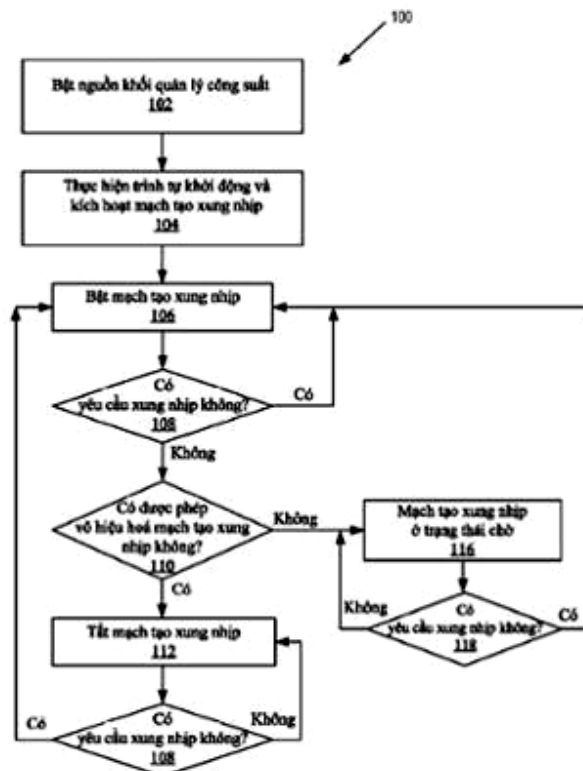 100
Bật nguồn khối quản lý công suất
102
Thực hiện trình tự khởi động và
kích hoạt mạch tạo xung nhịp
104
Bật mạch tạo xung nhịp
106
Có
yêu cầu xung nhịp không?
108
Có
Không
Có được phép
vô hiệu hoá mạch tạo xung
nhịp không?
110
Không
Có
Mạch tạo xung nhịp
ở trạng thái chờ
116
Không
Có
yêu cầu xung nhịp không?
118
Có
Tắt mạch tạo xung nhịp
112
Có
Có
yêu cầu xung nhịp không?
108
Không